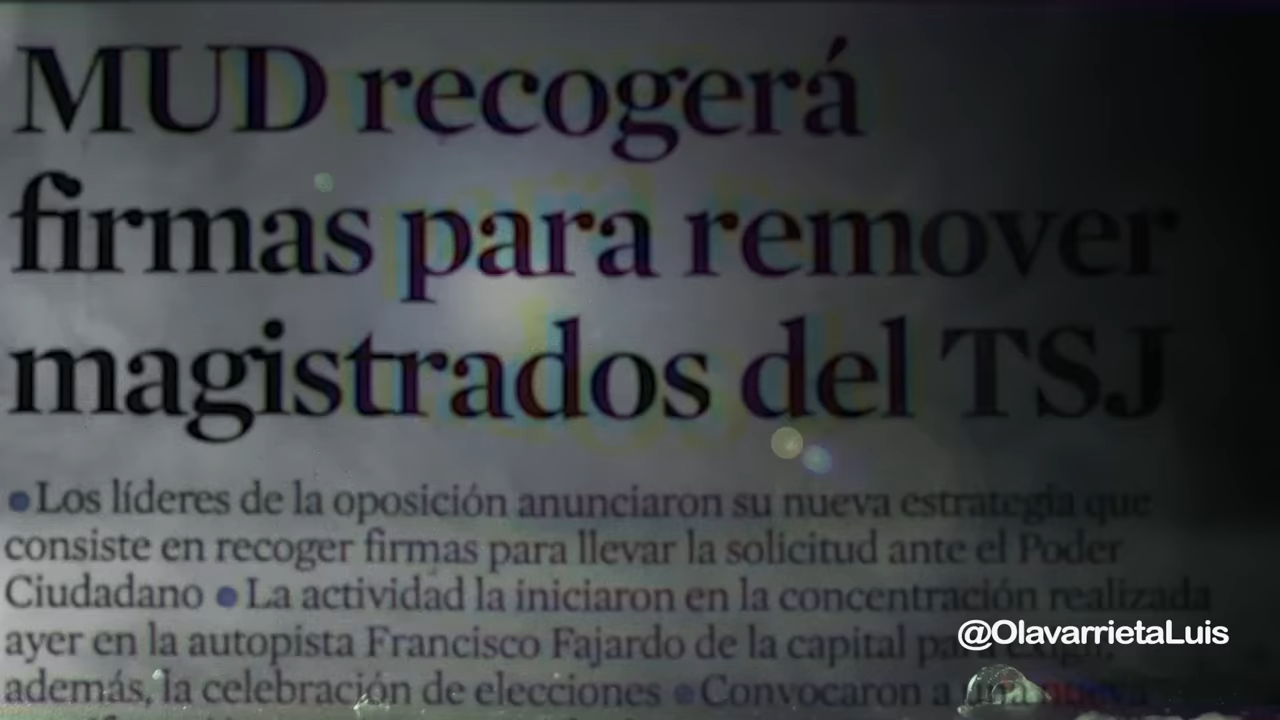 MUD recogerá
firmas para remover
magistrados del TSJ
● Los líderes de la oposición anunciaron su nueva estrategia que
consiste en recoger firmas para llevar la solicitud ante el Poder
Ciudadano ● La actividad la iniciaron en la concentración realizada
ayer en la autopista Francisco Fajardo de la capital
además, la celebración de elecciones ● Convocaron a una nueva
@OlavarrietaLuis